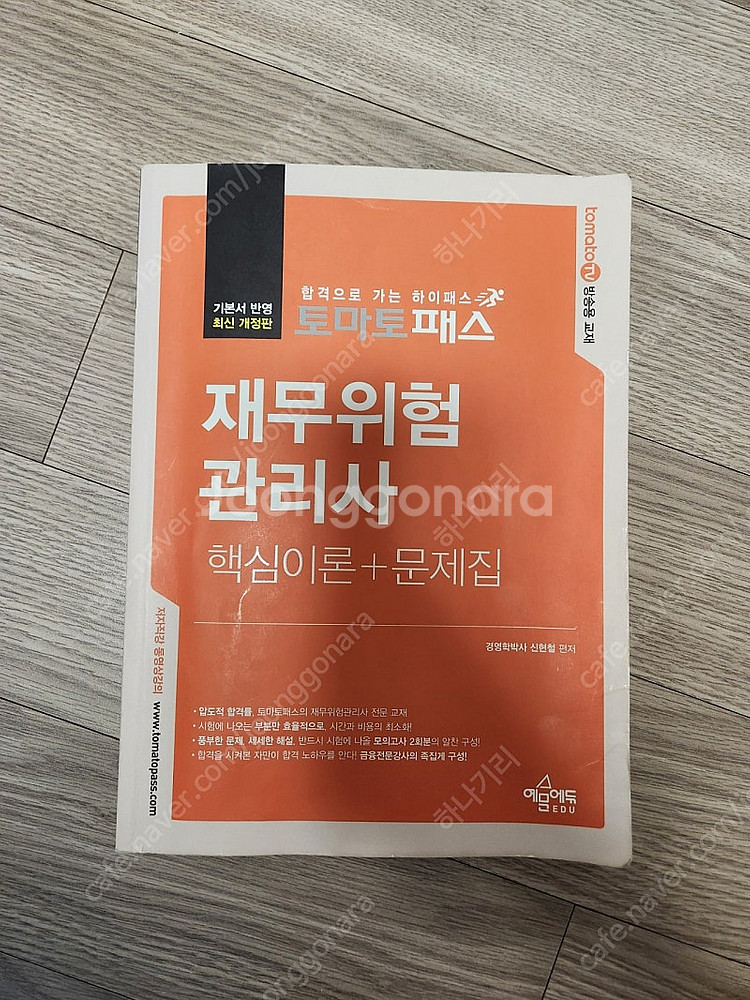 기본서 반영
최신 개정판
합격으로 가는 하이패스
토마토패스
tomatoTV 방송용 교재
재무위험
관리사
핵심이론+문제집
경영학박사 신현철 편저
저자직강 동영상강의 www.tomatopass.com
• 압도적 합격률, 토마토패스의 재무위험관리사 전문 교재
• 시험에 나오는 부분만 효율적으로, 시간과 비용의 최소화!
• 풍부한 문제, 섀세한 해설, 반드시 시험에 나올 모의고사 2회분의 알찬 구성!
• 합격을 시켜본 자만이 합격 노하우를 안다! 금융전문강사의 족집게 구성!
예문에듀
EDU
Joonggonara
하나기리
cafe.naver.com/joonggonara